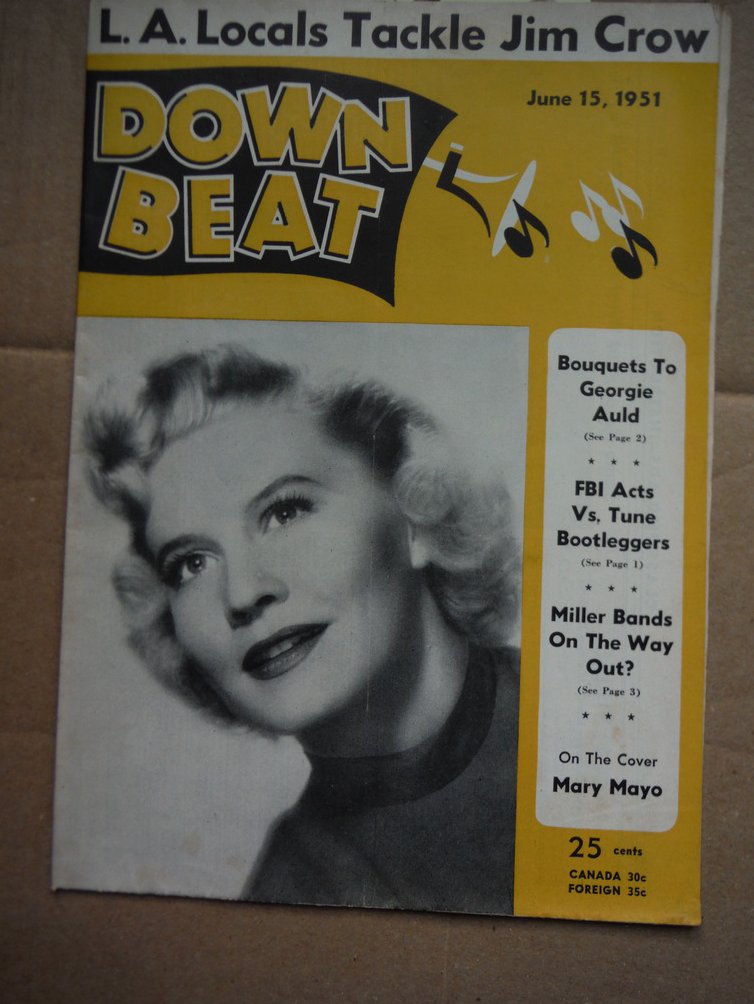 L. A. Locals Tackle Jim Crow
DOWN
BEAT
June 15, 1951
Bouquets To
Georgie
Auld
(See Page 2)
★ ★ ★
FBI Acts
Vs. Tune
Bootleggers
(See Page 1)
★ ★ ★
Miller Bands
On The Way
Out?
(See Page 3)
★ ★ ★
On The Cover
Mary Mayo
25 cents
CANADA 30c
FOREIGN 35c